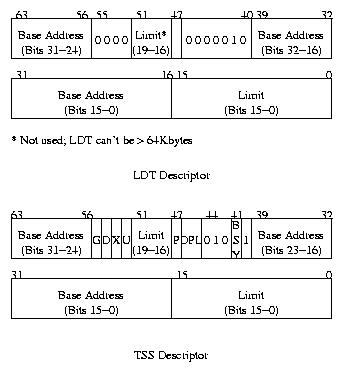 63 56 55 51 47 40 39 32
Base Address (Bits 31−24) 0 0 0 0 Limit* (19−16) 0 0 0 0 0 1 0 Base Address (Bits 32−16)
31 16 15 0
Base Address (Bits 15−0) Limit (Bits 15−0)
* Not used; LDT can't be > 64Kbytes
LDT Descriptor
63 56 51 47 44 41 39 32
Base Address (Bits 31−24) G D X U Limit (19−16) P DPL 0 1 0 BSY 1 Base Address (Bits 23−16)
31 15 0
Base Address (Bits 15−0) Limit (Bits 15−0)
TSS Descriptor